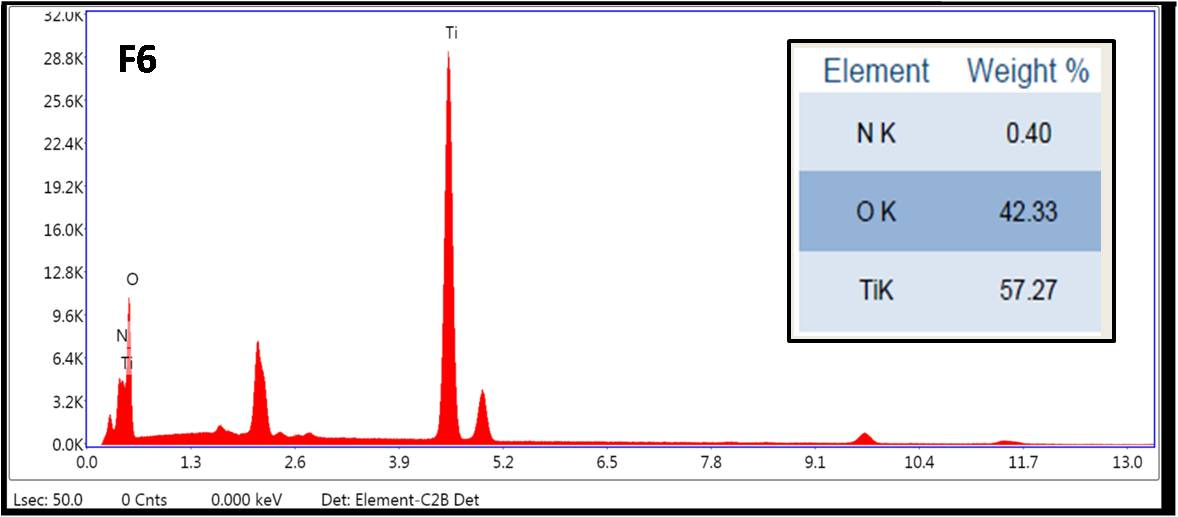 32.0K
F6
Ti
28.8K
25.6K
22.4K
19.2K
16.0K
12.8K
9.6K
6.4K
3.2K
0.0K
O
N
Ti
Element Weight %
N K 0.40
O K 42.33
TiK 57.27
0.0 1.3 2.6 3.9 5.2 6.5 7.8 9.1 10.4 11.7 13.0
Lsec: 50.0 0 Cnts 0.000 keV Det: Element-C2B Det